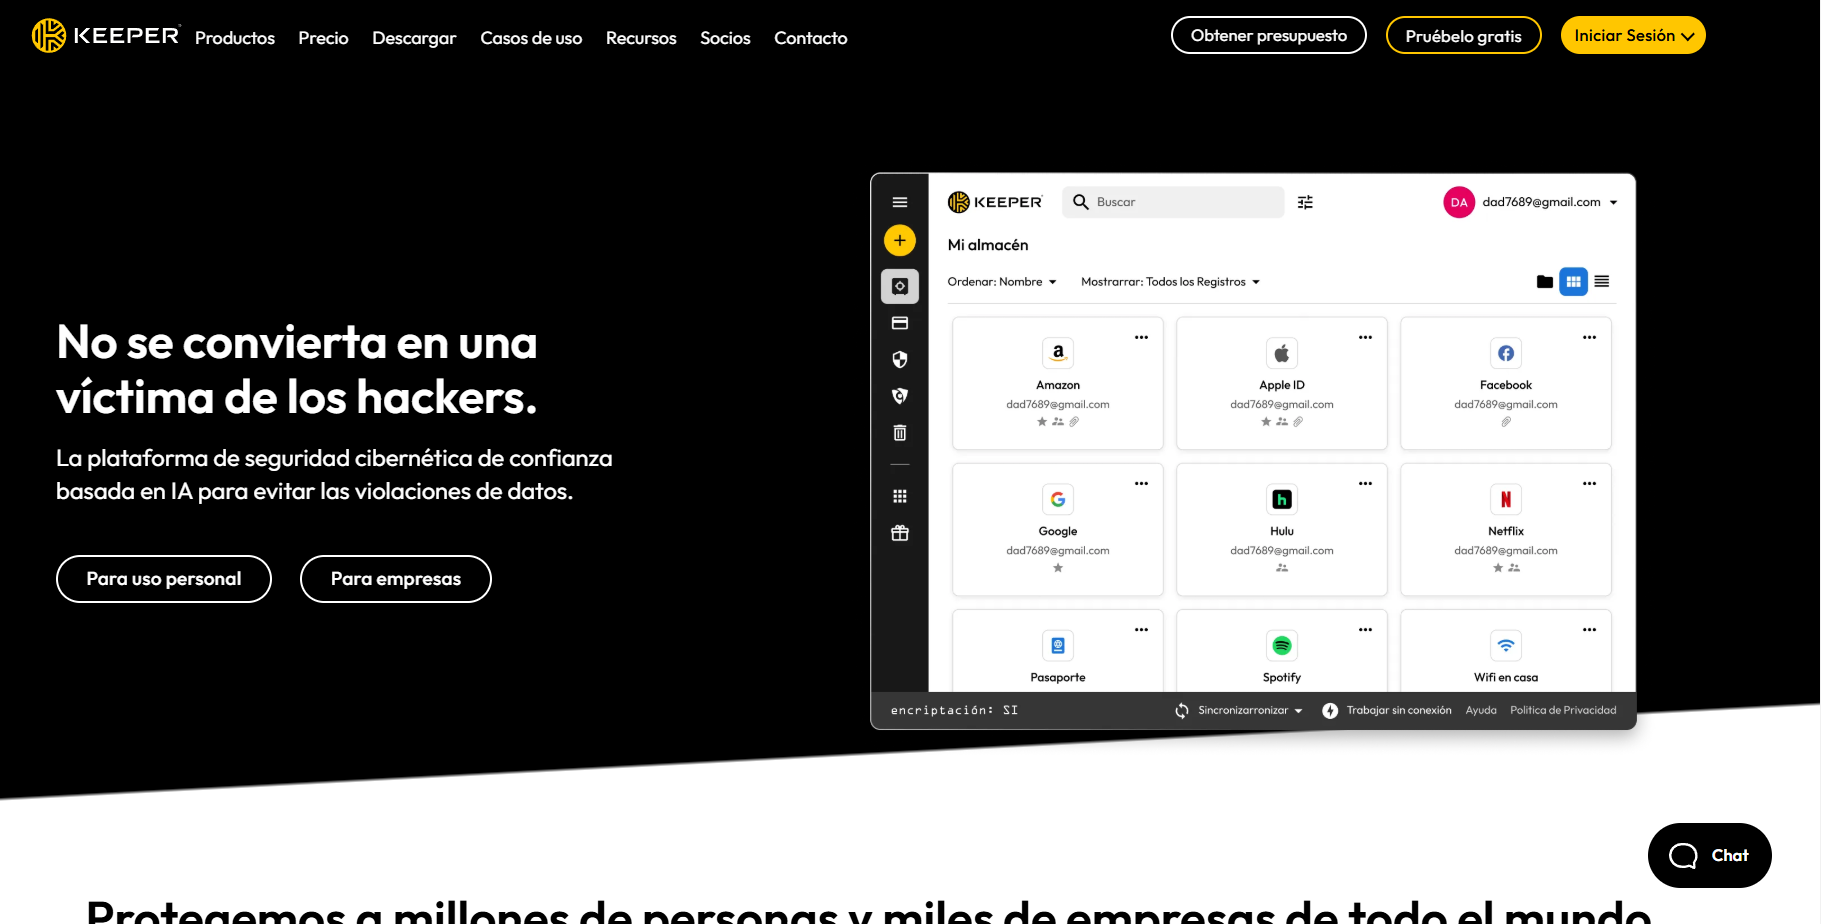 KEEPER
Productos Precio Descargar Casos de uso Recursos Socios Contacto
Obtener presupuesto
Pruébelo gratis
Iniciar Sesión
No se convierta en una
víctima de los hackers.
La plataforma de seguridad cibernética de confianza
basada en IA para evitar las violaciones de datos.
Para uso personal
Para empresas
KEEPER
Buscar
DA
dad7689@gmail.com
Mi almacén
Ordenar: Nombre
Mostrarrar: Todos los Registros
Amazon
dad7689@gmail.com
Apple ID
dad7689@gmail.com
Facebook
dad7689@gmail.com
Google
dad7689@gmail.com
Hulu
dad7689@gmail.com
Netflix
dad7689@gmail.com
Pasaporte
Spotify
Wifi en casa
encriptación: SI
Sincronizarronizar
Trabajar sin conexión
Ayuda
Politica de Privacidad
Chat
Protegemos a millones de personas y miles de empresas de todo el mundo